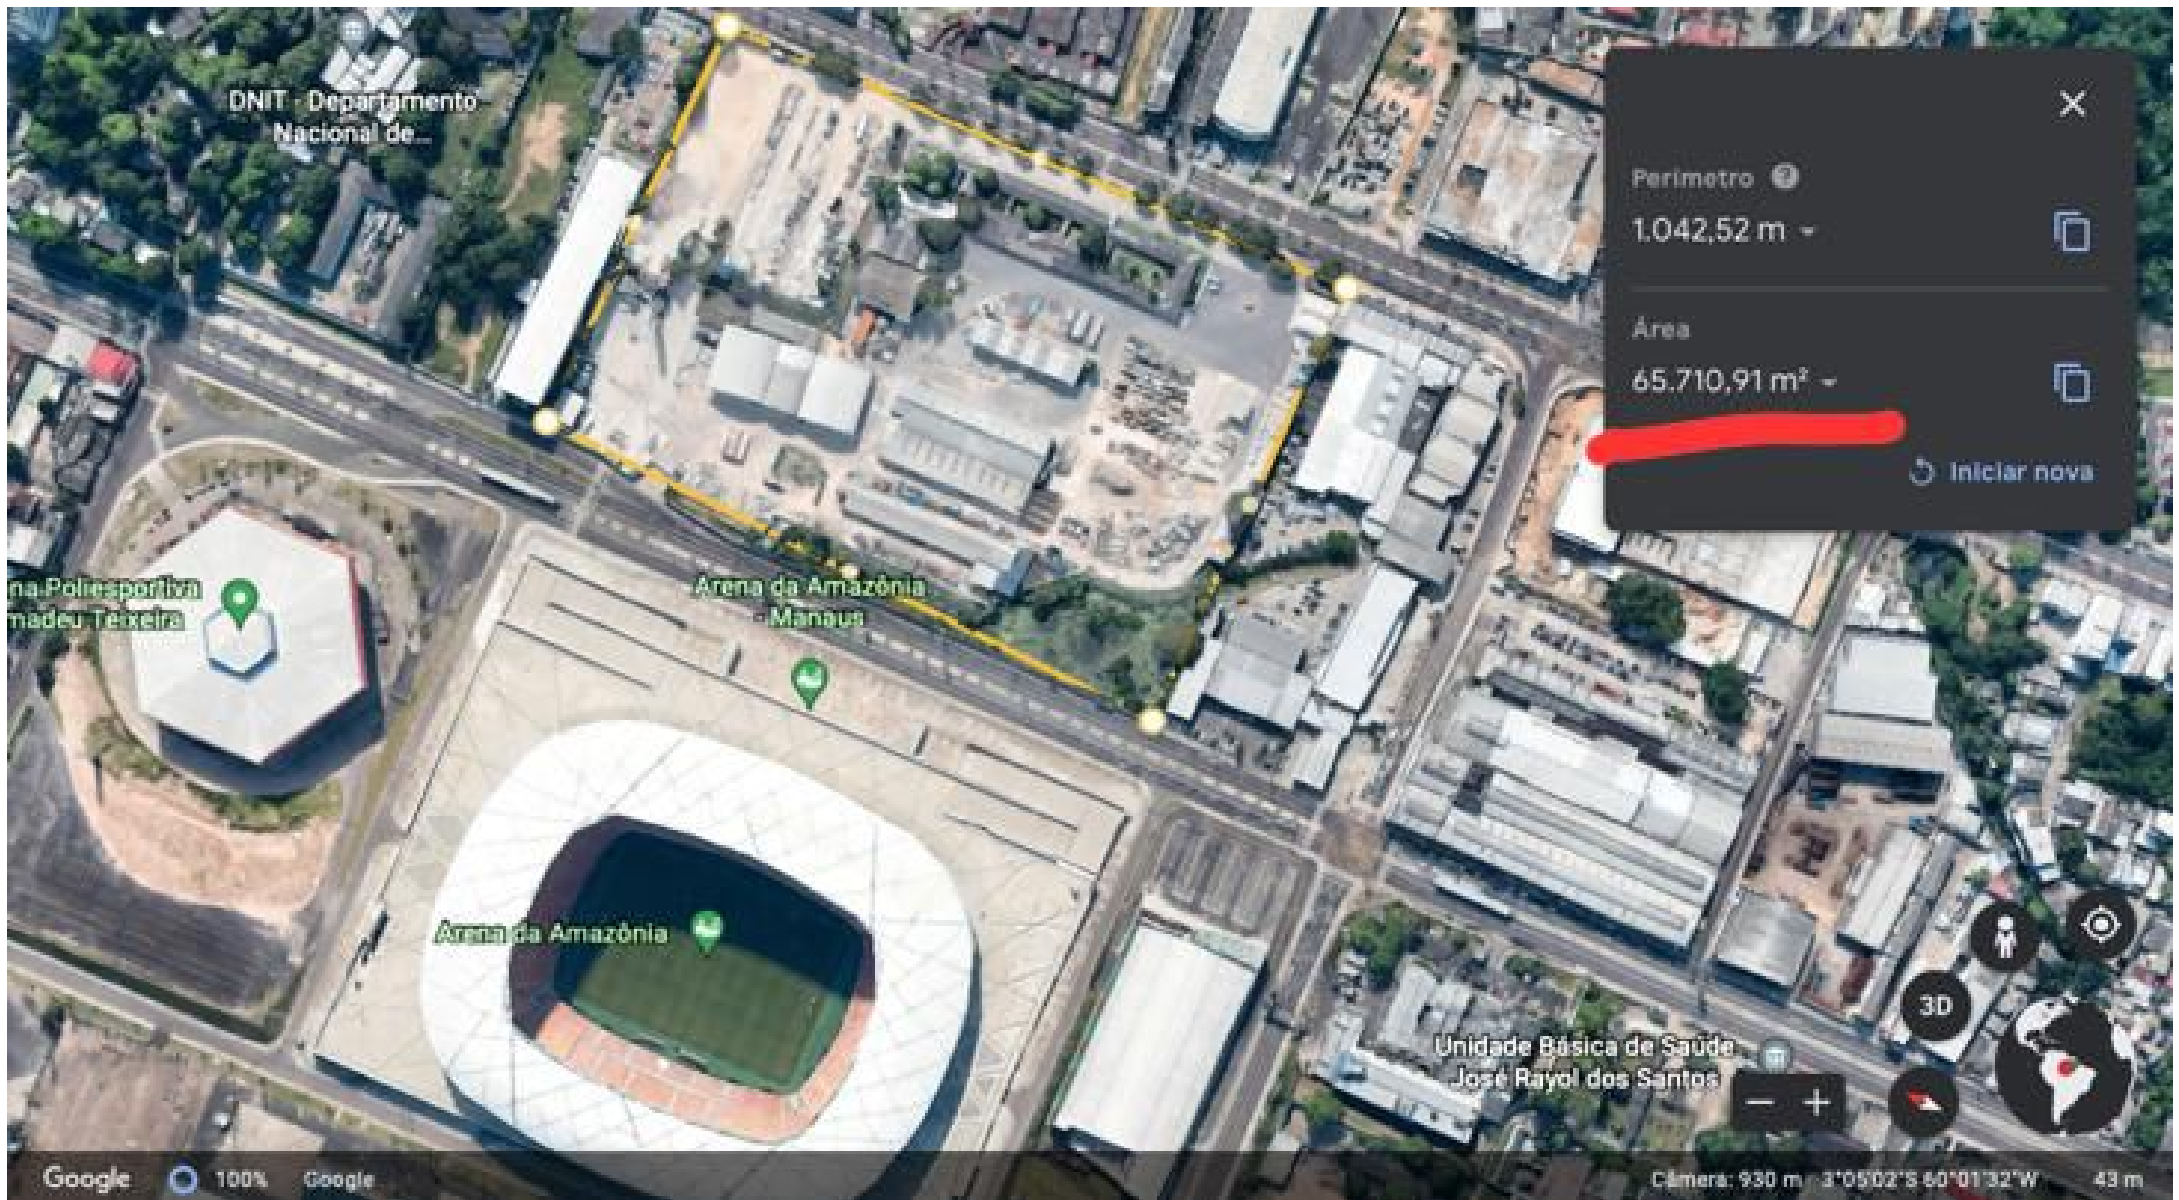 DNIT - Departamento
Nacional de...
Perímetro
1.042,52 m
Área
65.710,91 m²
Iniciar nova
na Poliesportiva
madeu Teixeira
Arena da Amazônia
- Manaus
Arena da Amazônia
Unidade Básica de Saúde
José Rayol dos Santos
3D
Google
100%
Google
Câmera: 930 m
3°05'02"S 60°01'32"W
43 m